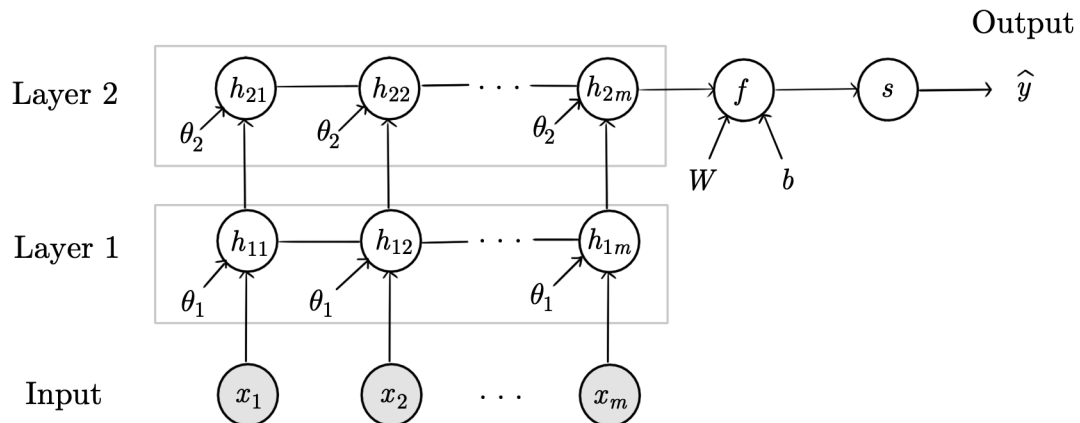 Output
Layer 2 h₂₁ h₂₂ · · · h₂ₘ f s ŷ
θ₂ θ₂ θ₂
W b
Layer 1 h₁₁ h₁₂ · · · h₁ₘ
θ₁ θ₁ θ₁
Input x₁ x₂ · · · xₘ